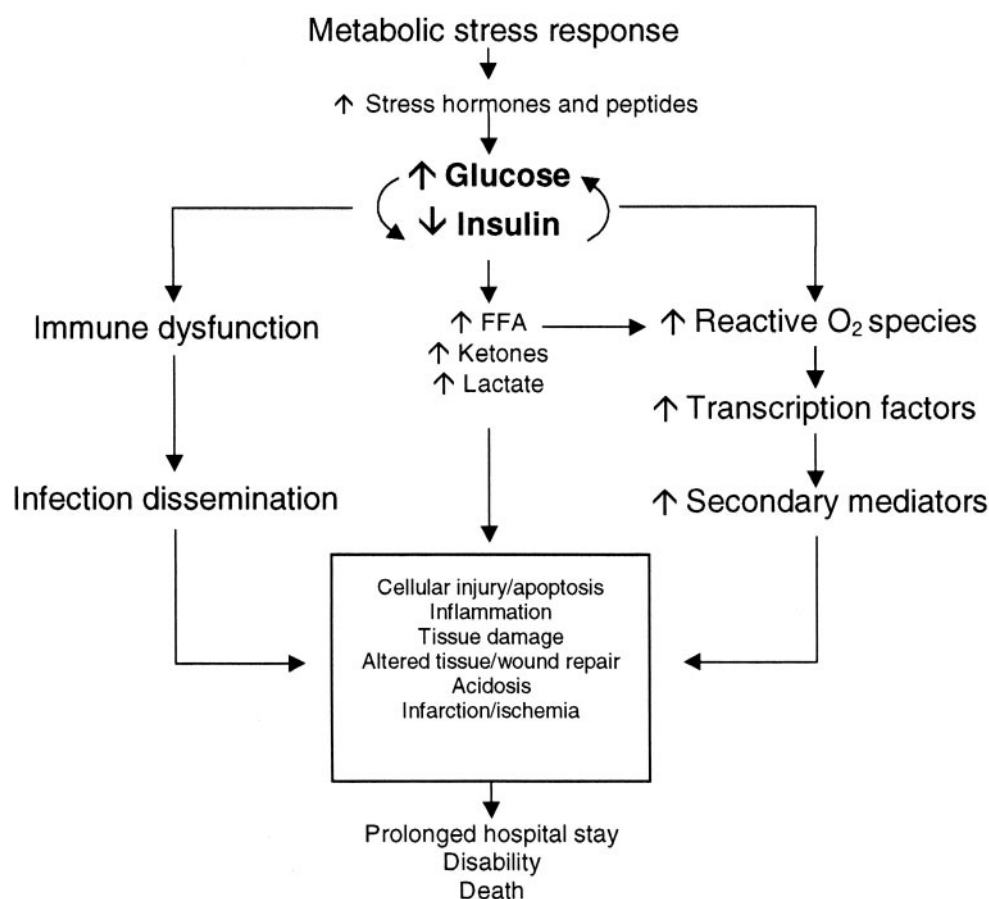 Metabolic stress response
↑ Stress hormones and peptides
↑ Glucose
↓ Insulin
Immune dysfunction
↑ FFA
↑ Ketones
↑ Lactate
↑ Reactive O₂ species
↑ Transcription factors
Infection dissemination
↑ Secondary mediators
Cellular injury/apoptosis
Inflammation
Tissue damage
Altered tissue/wound repair
Acidosis
Infarction/ischemia
Prolonged hospital stay
Disability
Death